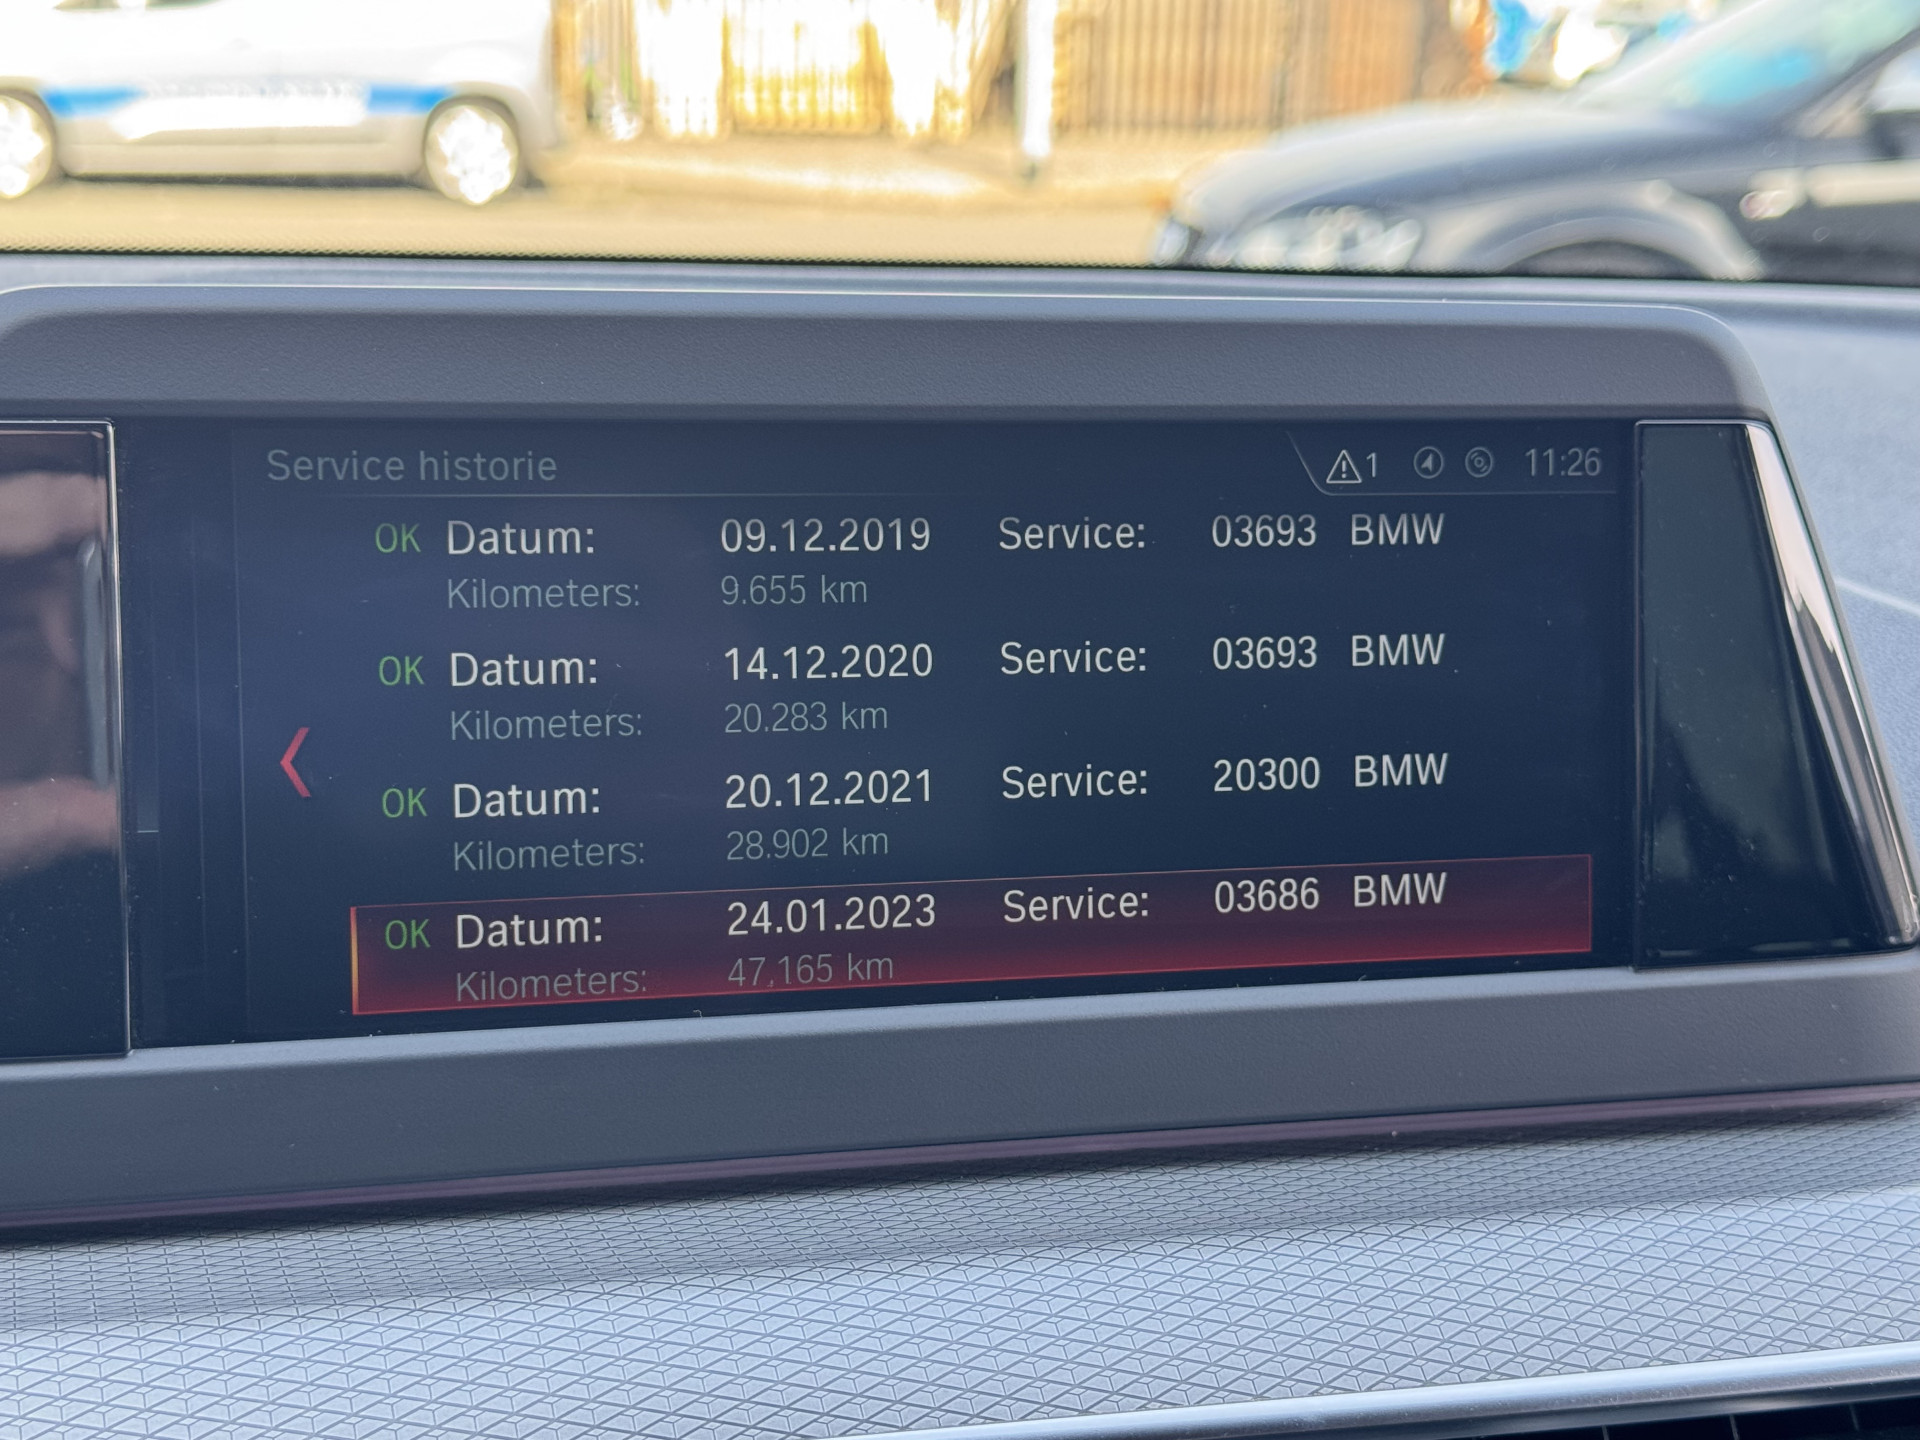 Service historie 1 11:26
OK Datum: 09.12.2019 Service: 03693 BMW
Kilometers: 9.655 km
OK Datum: 14.12.2020 Service: 03693 BMW
Kilometers: 20.283 km
OK Datum: 20.12.2021 Service: 20300 BMW
Kilometers: 28.902 km
OK Datum: 24.01.2023 Service: 03686 BMW
Kilometers: 47.165 km